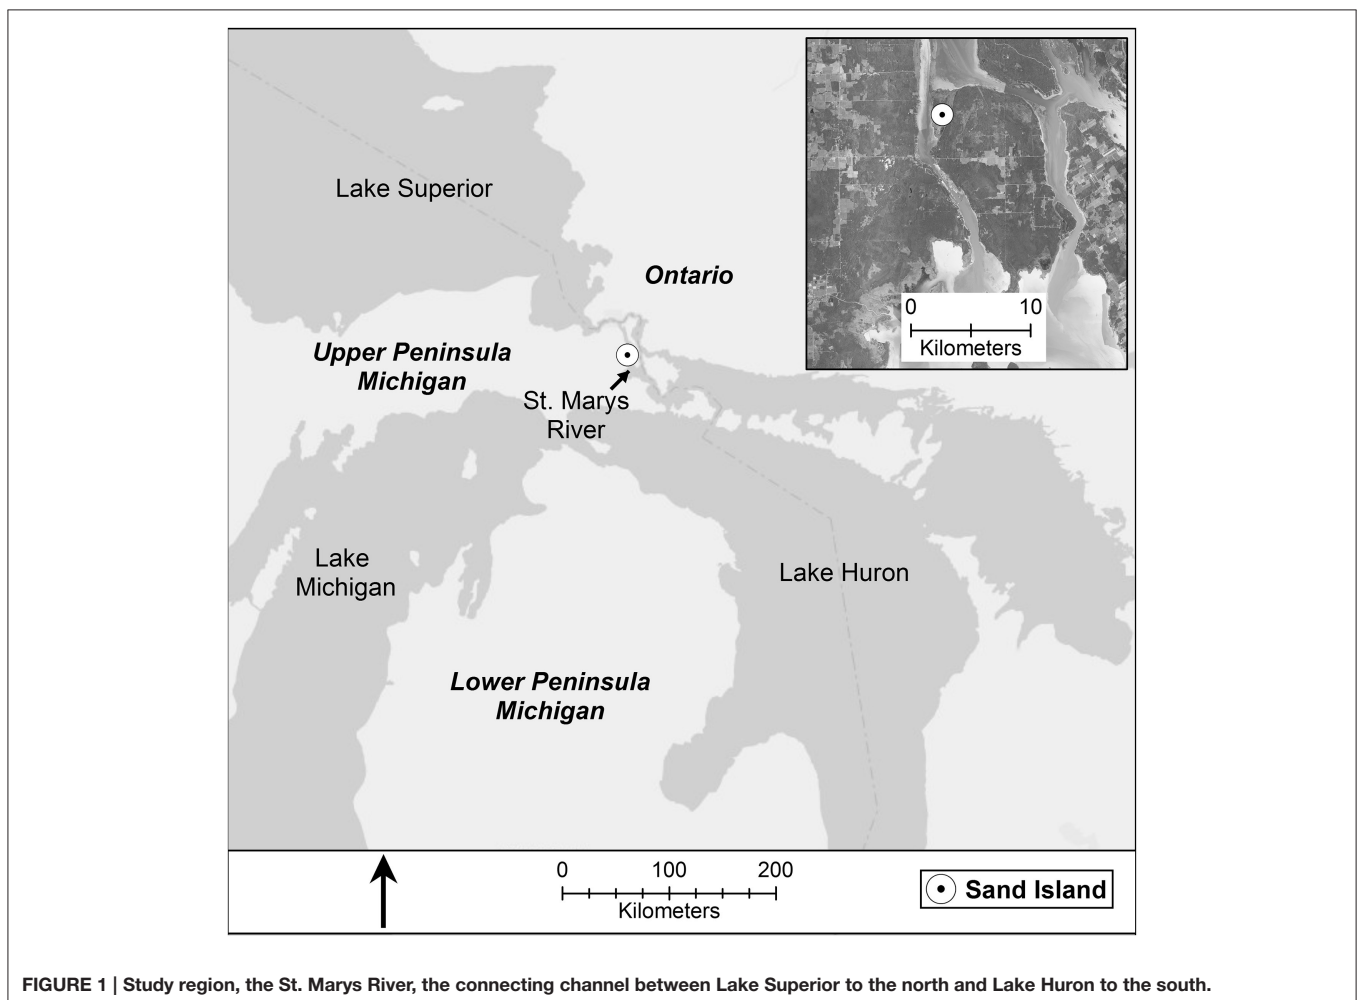 0 10
Kilometers
Lake Superior
Ontario
Upper Peninsula
Michigan
St. Marys
River
Lake
Michigan
Lake Huron
Lower Peninsula
Michigan
0 100 200
Kilometers
Sand Island
FIGURE 1 | Study region, the St. Marys River, the connecting channel between Lake Superior to the north and Lake Huron to the south.